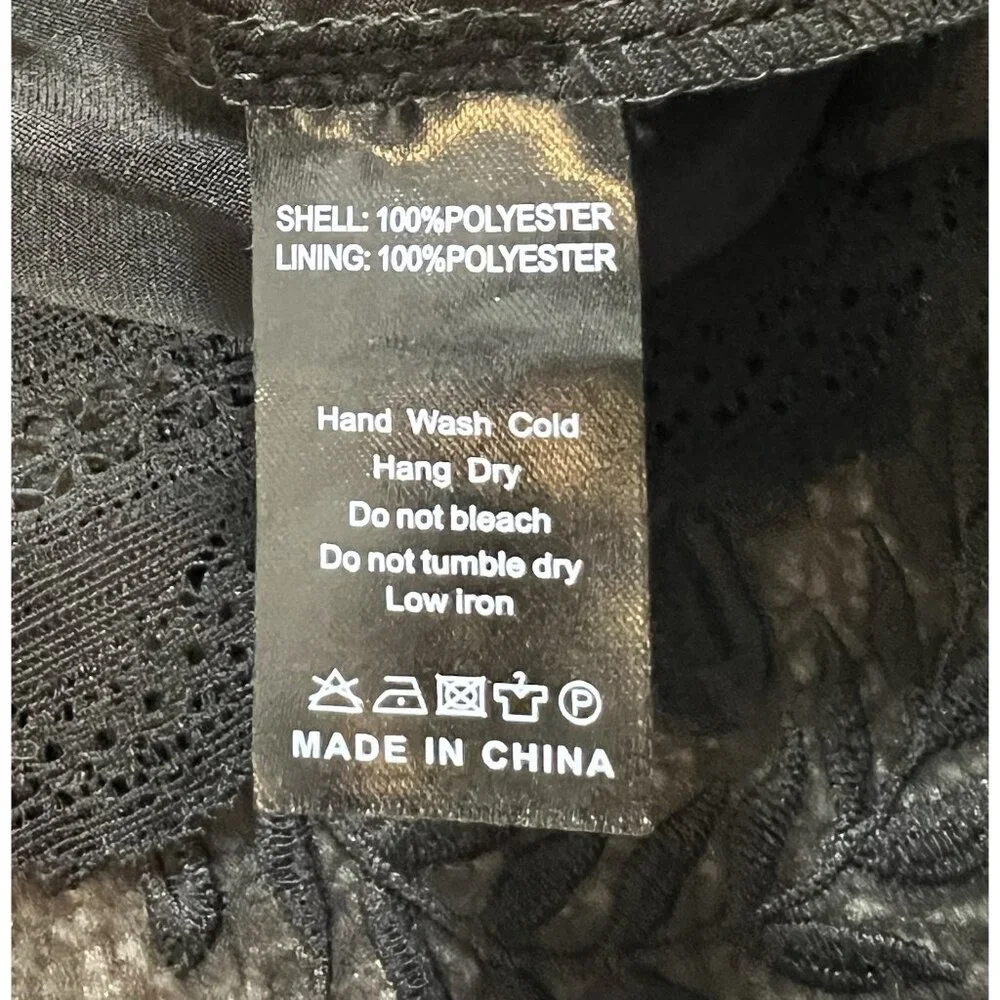 SHELL: 100%POLYESTER
LINING: 100%POLYESTER
Hand Wash Cold
Hang Dry
Do not bleach
Do not tumble dry
Low iron
P
MADE IN CHINA